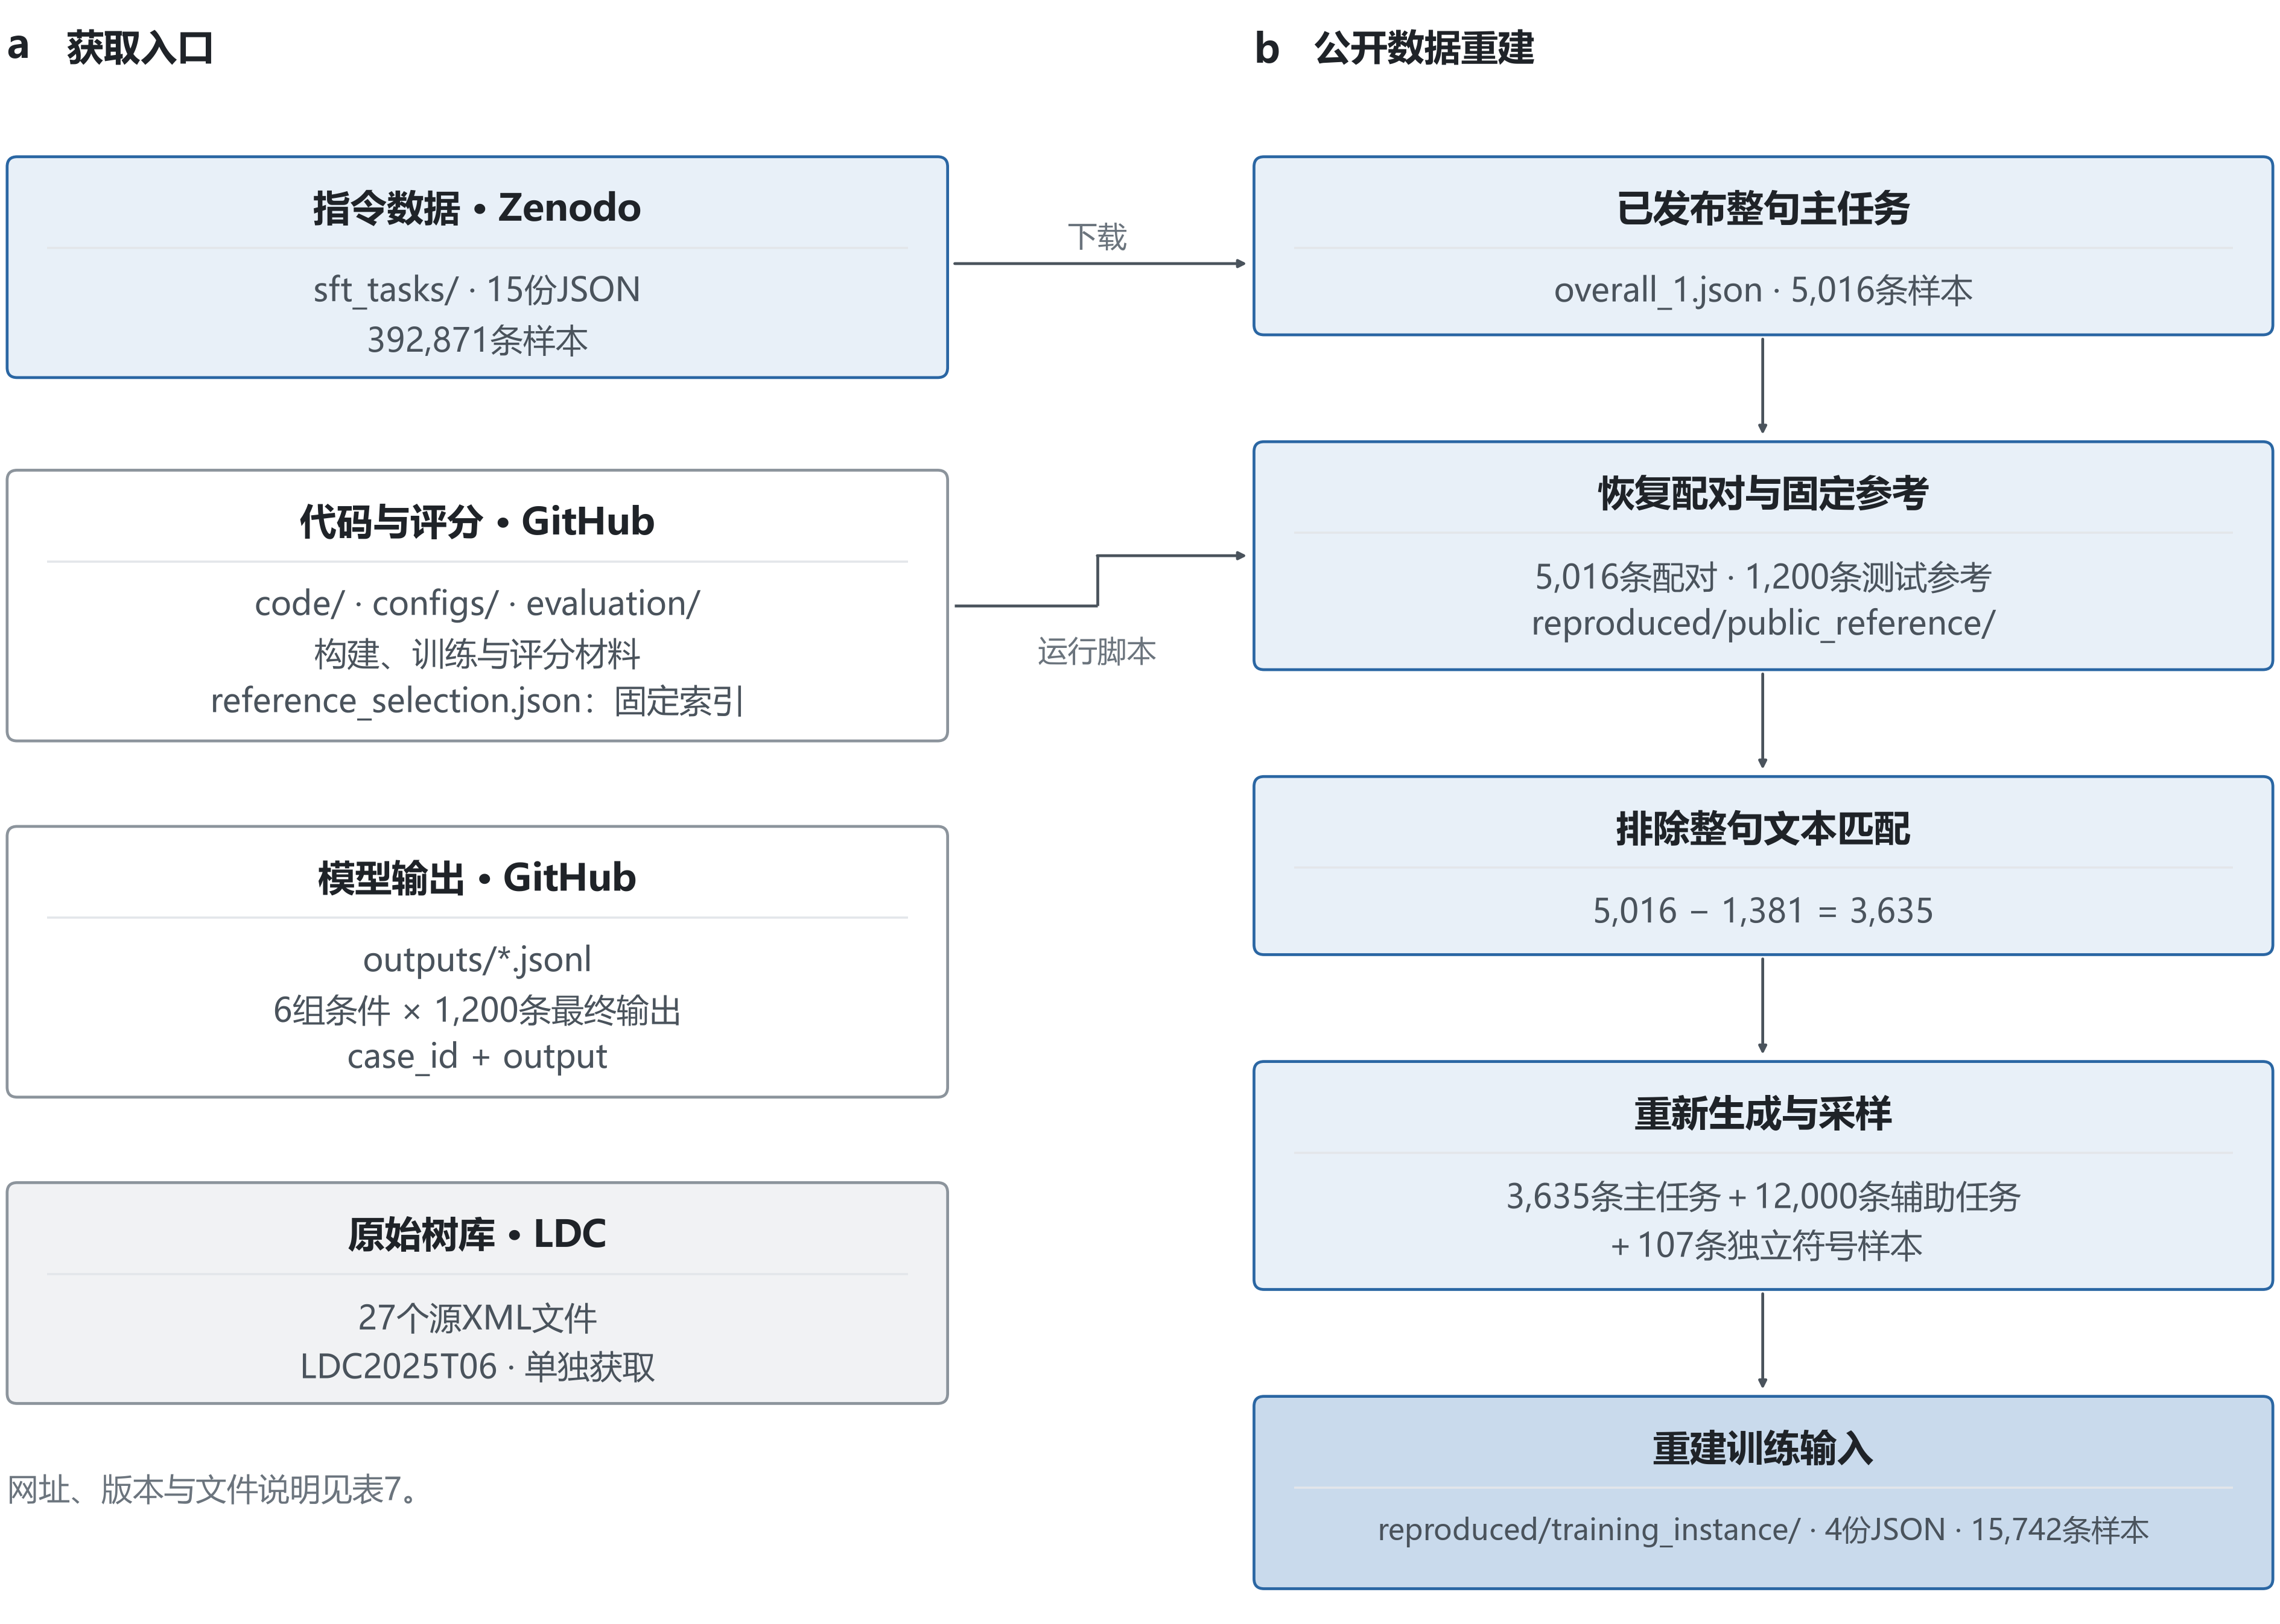 a 获取入口
指令数据 • Zenodo
sft_tasks/ · 15份JSON
392,871条样本
代码与评分 • GitHub
code/ · configs/ · evaluation/
构建、训练与评分材料
reference_selection.json：固定索引
模型输出 • GitHub
outputs/*.jsonl
6组条件 × 1,200条最终输出
case_id + output
原始树库 • LDC
27个源XML文件
LDC2025T06 · 单独获取
网址、版本与文件说明见表7。
下载
运行脚本
b 公开数据重建
已发布整句主任务
overall_1.json · 5,016条样本
恢复配对与固定参考
5,016条配对 · 1,200条测试参考
reproduced/public_reference/
排除整句文本匹配
5,016 − 1,381 = 3,635
重新生成与采样
3,635条主任务 + 12,000条辅助任务
+ 107条独立符号样本
重建训练输入
reproduced/training_instance/ · 4份JSON · 15,742条样本